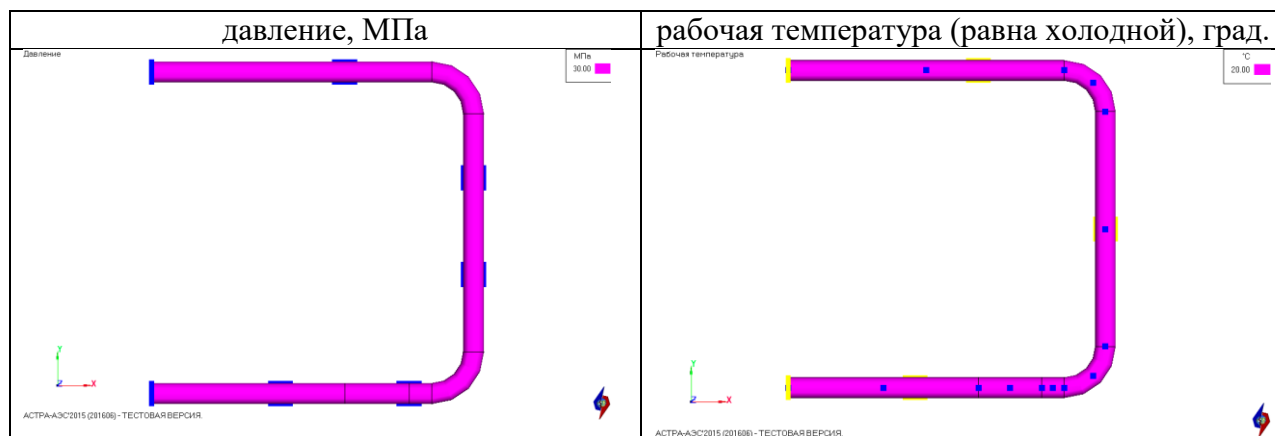 давление, МПа
рабочая температура (равна холодной), град.
Давление
МПа
30.00
Y
Z
X
АСТРА-АЭС'2015 (201606) - ТЕСТОВАЯ ВЕРСИЯ.
Рабочая температура
°C
20.00
Y
Z
X
АСТРА-АЭС'2015 (201606) - ТЕСТОВАЯ ВЕРСИЯ.